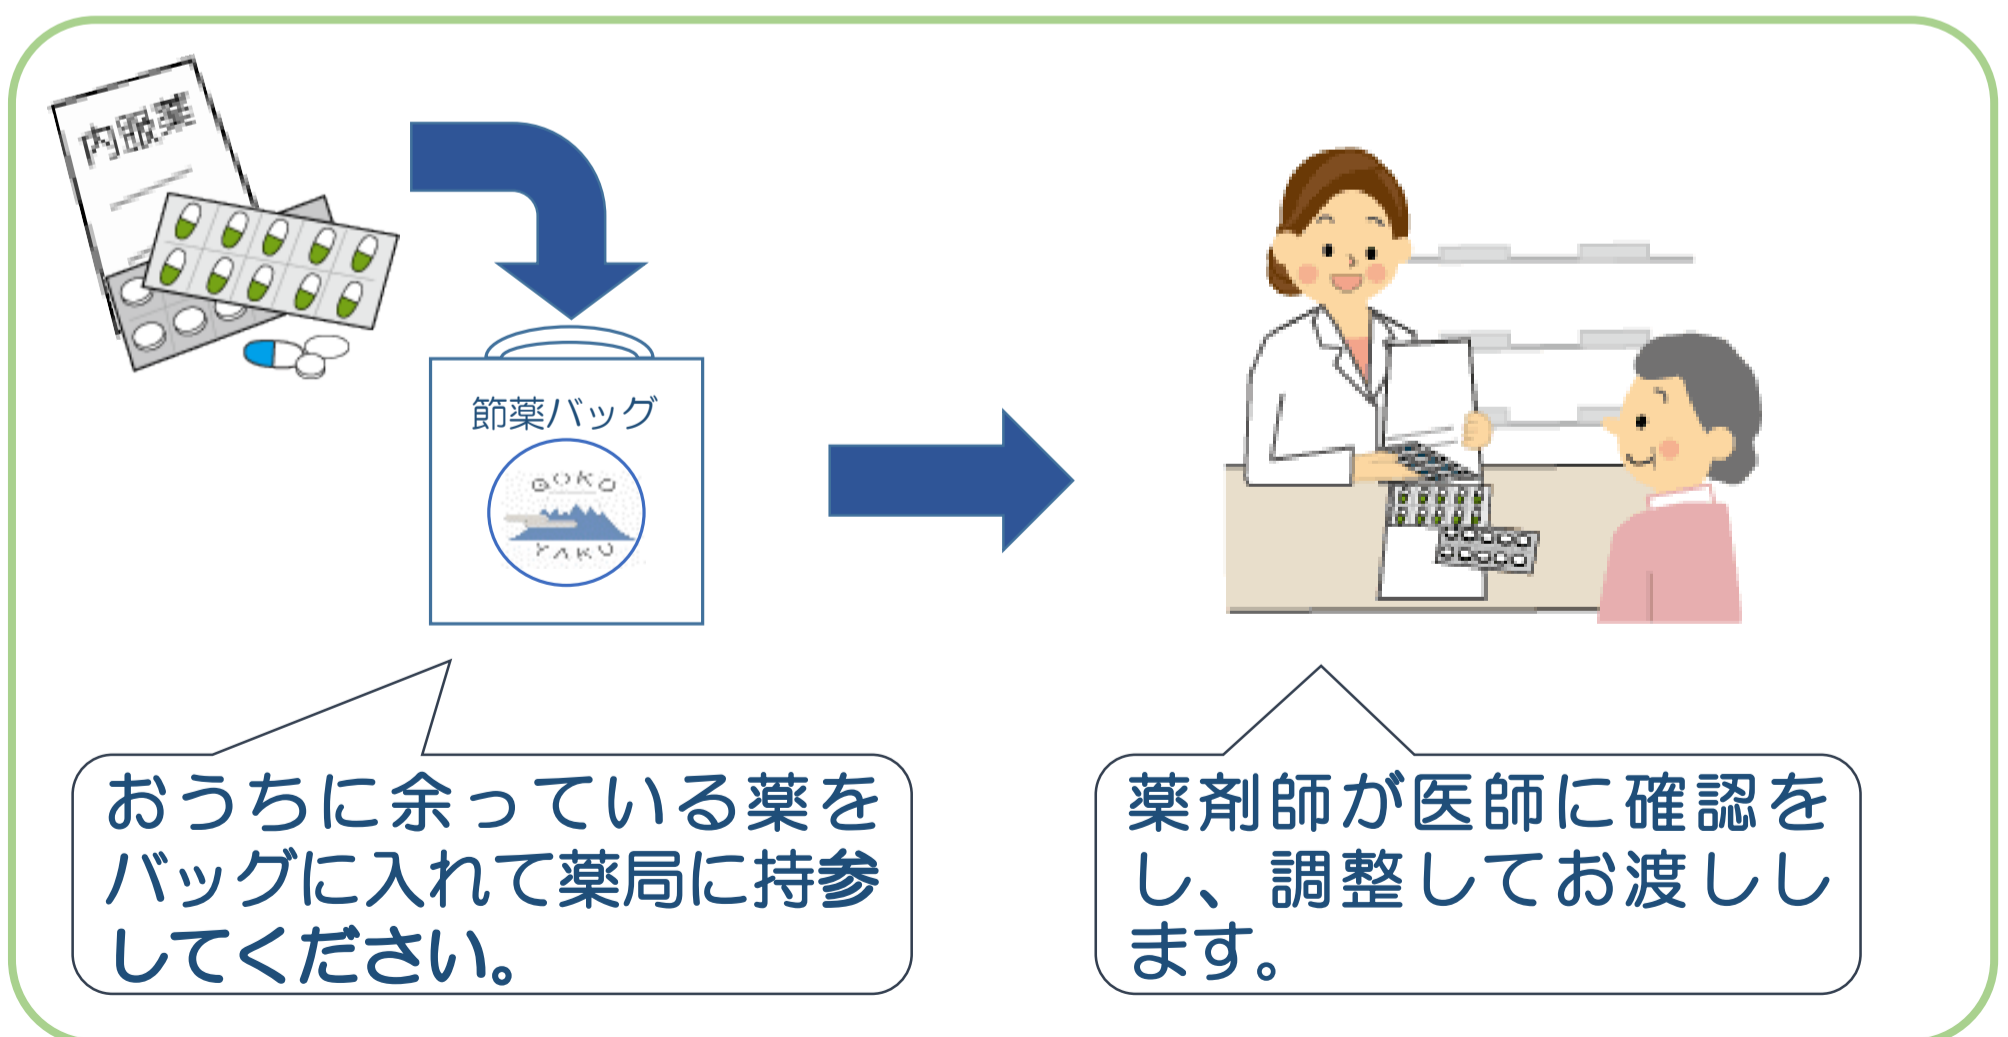 内服薬
節薬バッグ
GOKO
YAKU
おうちに余っている薬を
バッグに入れて薬局に持参
してください。
薬剤師が医師に確認を
し、調整してお渡しし
ます。